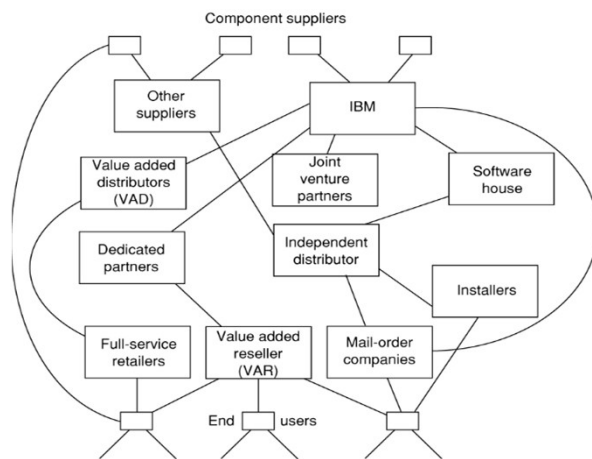 Component suppliers
Other
suppliers
IBM
Value added
distributors
(VAD)
Joint
venture
partners
Software
house
Dedicated
partners
Independent
distributor
Installers
Full-service
retailers
Value added
reseller
(VAR)
Mail-order
companies
End users